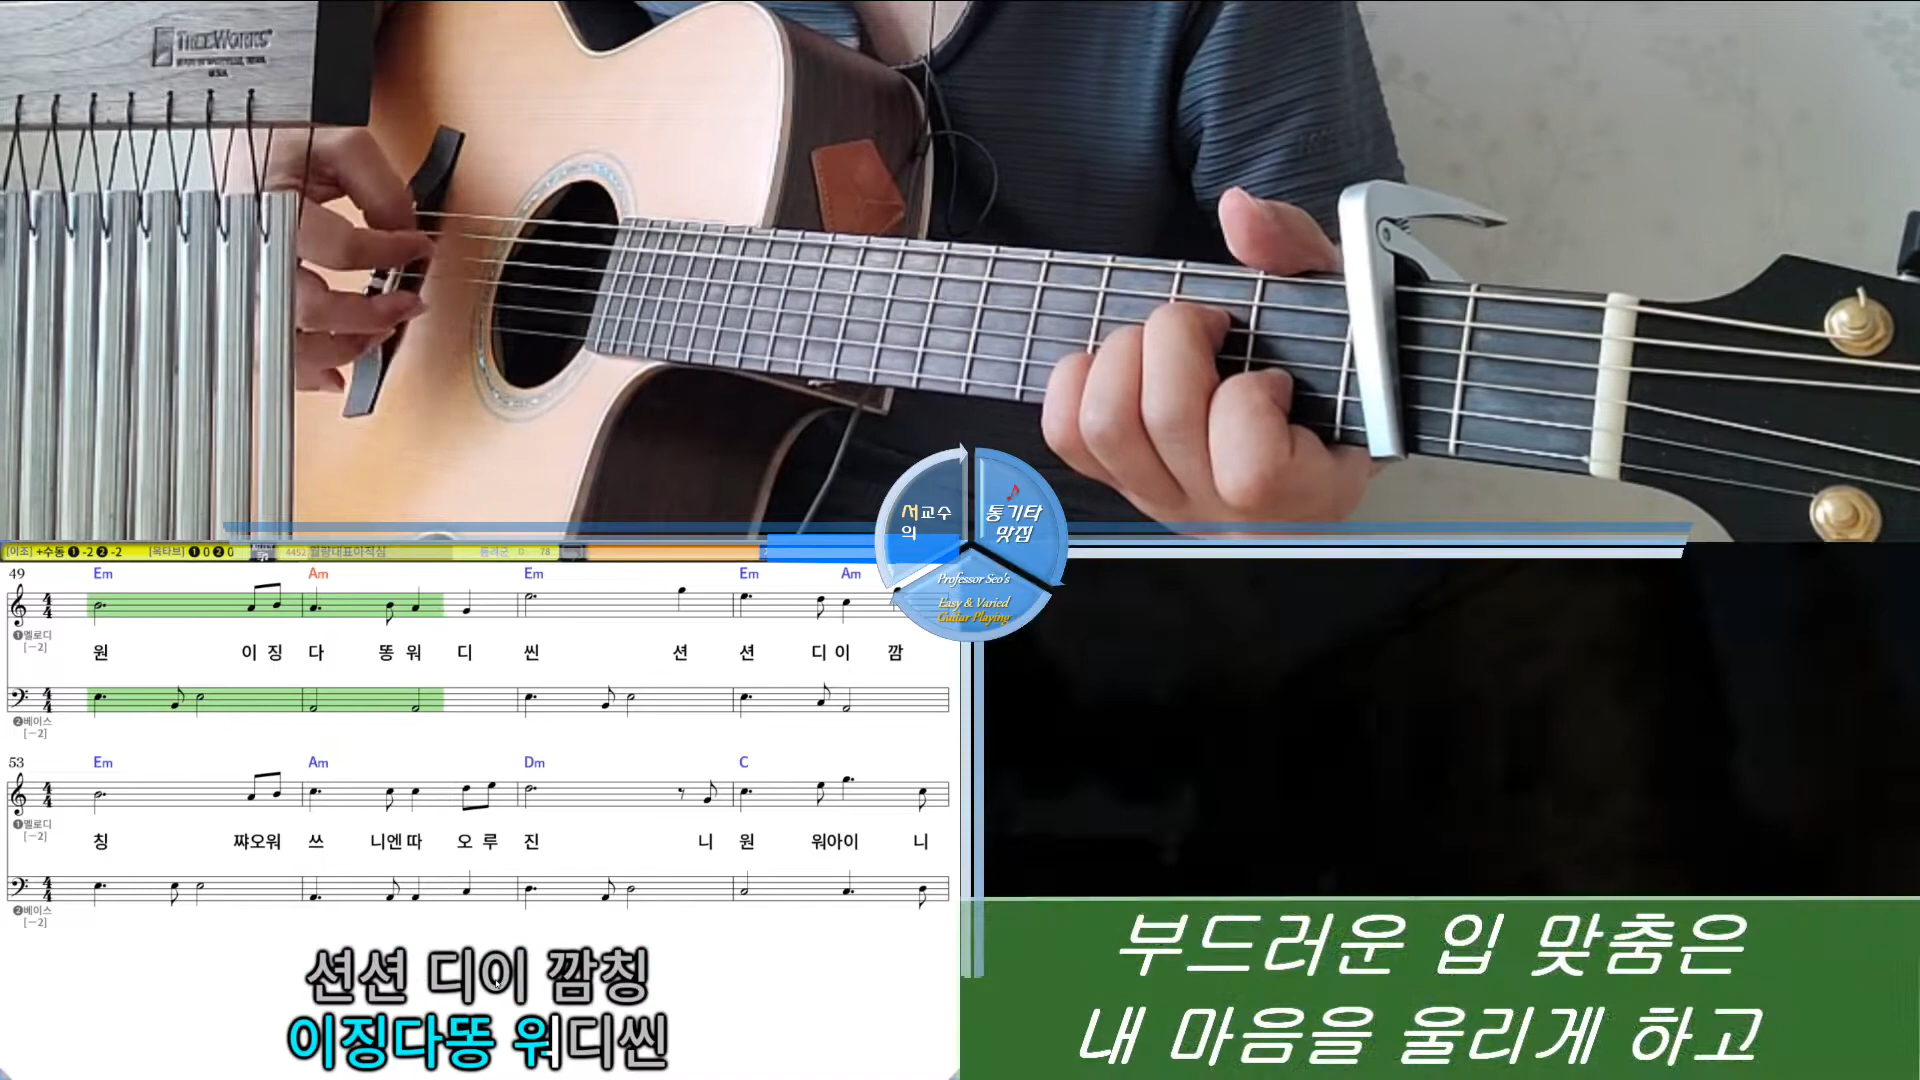 TREEWORKS
서교수
의
통기타
맛집
Professor Seo's
Easy & Varied
Guitar Playing
[이조] +수동 ❶ -2 ❷ -2 [옥타브] ❶ 0 ❷ 0
4452 월량대표아적심
등려군 D 78
49 Em Am Em Em Am
❶멜로디
[-2]
원 이 징 다 똥 워 디 씬 션 션 디 이 깜
❷베이스
[-2]
53 Em Am Dm C
❶멜로디
[-2]
칭 쨔오워 쓰 니엔 따 오 루 진 니 원 워아이 니
❷베이스
[-2]
션션 디이 깜칭
이징다똥 워디씬
부드러운 입 맞춤은
내 마음을 울리게 하고